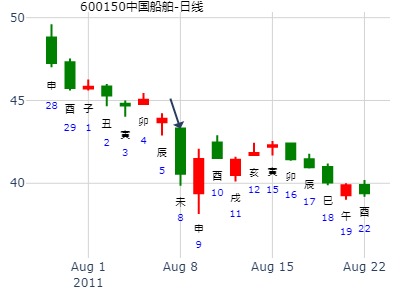 600150中国船舶-日线
50
45
40
申
28
酉
29
子
1
丑
2
寅
3
卯
4
辰
5
未
8
申
9
酉
10
戌
11
亥
12
寅
15
卯
16
辰
17
巳
18
午
19
酉
22
Aug 1
2011
Aug 8
Aug 15
Aug 22